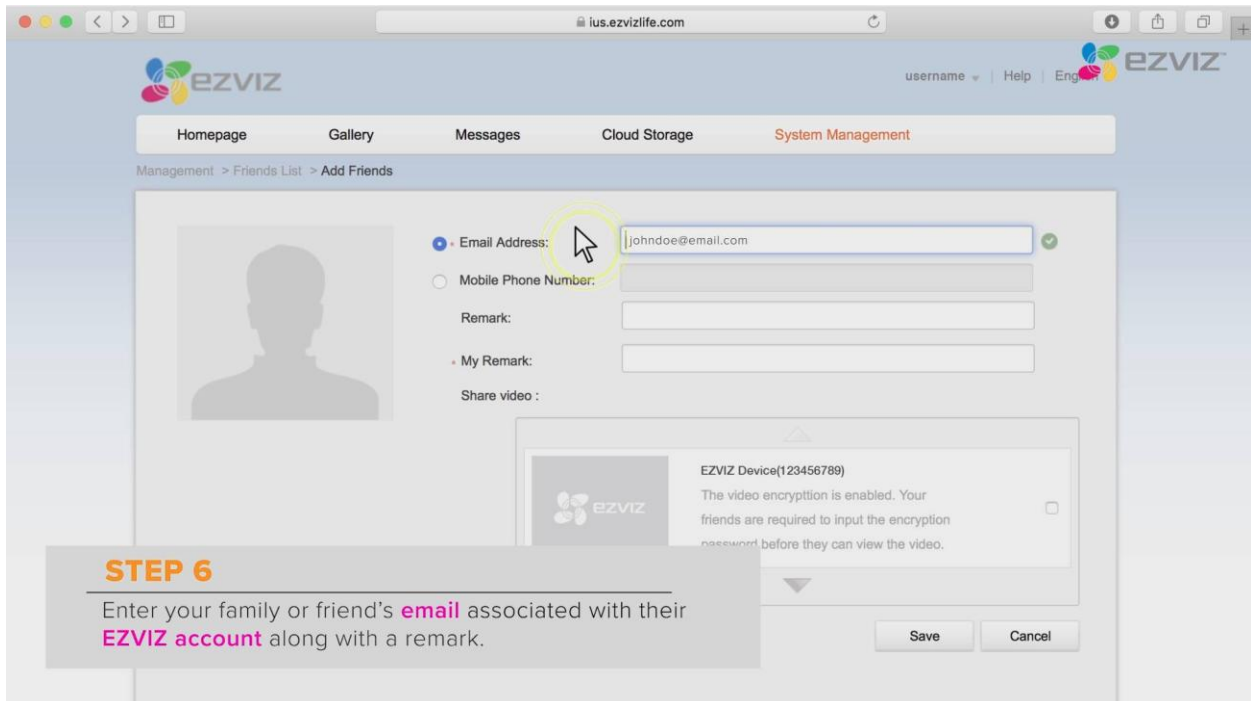 ius.ezvizlife.com
ezviz
username | Help |
ezviz
Homepage Gallery Messages Cloud Storage System Management
Management > Friends List > Add Friends
* Email Address: johndoe@email.com
Mobile Phone Number:
Remark:
* My Remark:
Share video :
EZVIZ Device(123456789)
ezviz
The video encrypttion is enabled. Your
friends are required to input the encryption
password before they can view the video.
STEP 6
Enter your family or friend's email associated with their
EZVIZ account along with a remark.
Save Cancel